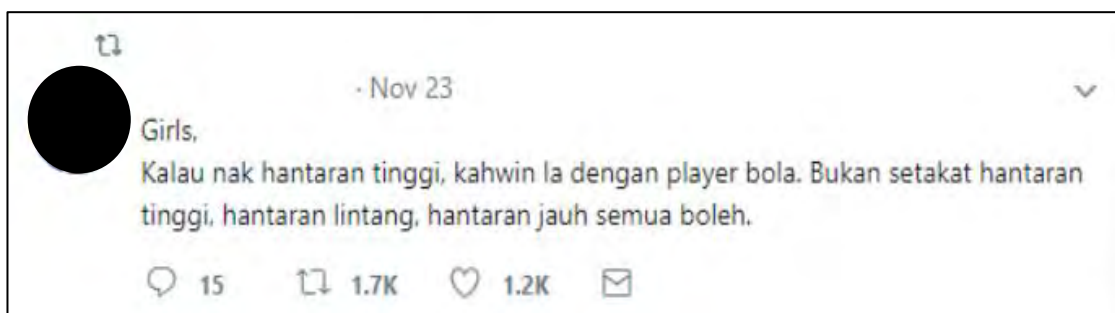 · Nov 23
Girls,
Kalau nak hantaran tinggi, kahwin la dengan player bola. Bukan setakat hantaran
tinggi, hantaran lintang, hantaran jauh semua boleh.
15 1.7K 1.2K